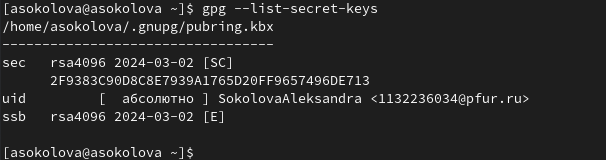 [asokolova@asokolova ~]$ gpg --list-secret-keys
/home/asokolova/.gnupg/pubring.kbx
----------------------------------
sec   rsa4096 2024-03-02 [SC]
      2F9383C90D8C8E7939A1765D20FF9657496DE713
uid         [  абсолютно ] SokolovaAleksandra <1132236034@pfur.ru>
ssb   rsa4096 2024-03-02 [E]
[asokolova@asokolova ~]$